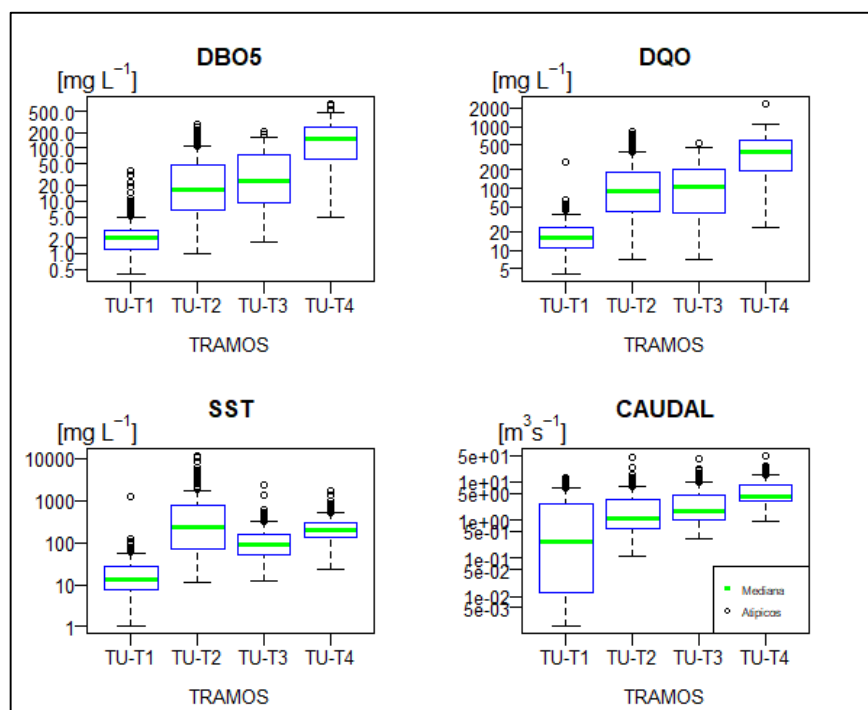 DBO5
[mg L⁻¹]
500.0
200.0
100.0
50.0
20.0
10.0
5.0
2.0
1.0
0.5
TU-T1 TU-T2 TU-T3 TU-T4
TRAMOS
DQO
[mg L⁻¹]
2000
1000
500
200
100
50
20
10
5
TU-T1 TU-T2 TU-T3 TU-T4
TRAMOS
SST
[mg L⁻¹]
10000
1000
100
10
1
TU-T1 TU-T2 TU-T3 TU-T4
TRAMOS
CAUDAL
[m³s⁻¹]
5e+01
1e+01
5e+00
1e+00
5e-01
1e-01
5e-02
1e-02
5e-03
Mediana
Atipicos
TU-T1 TU-T2 TU-T3 TU-T4
TRAMOS